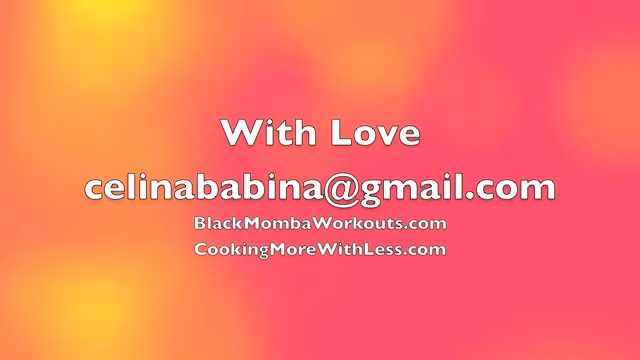 With Love
celinababina@gmail.com
BlackMombaWorkouts.com
CookingMoreWithLess.com